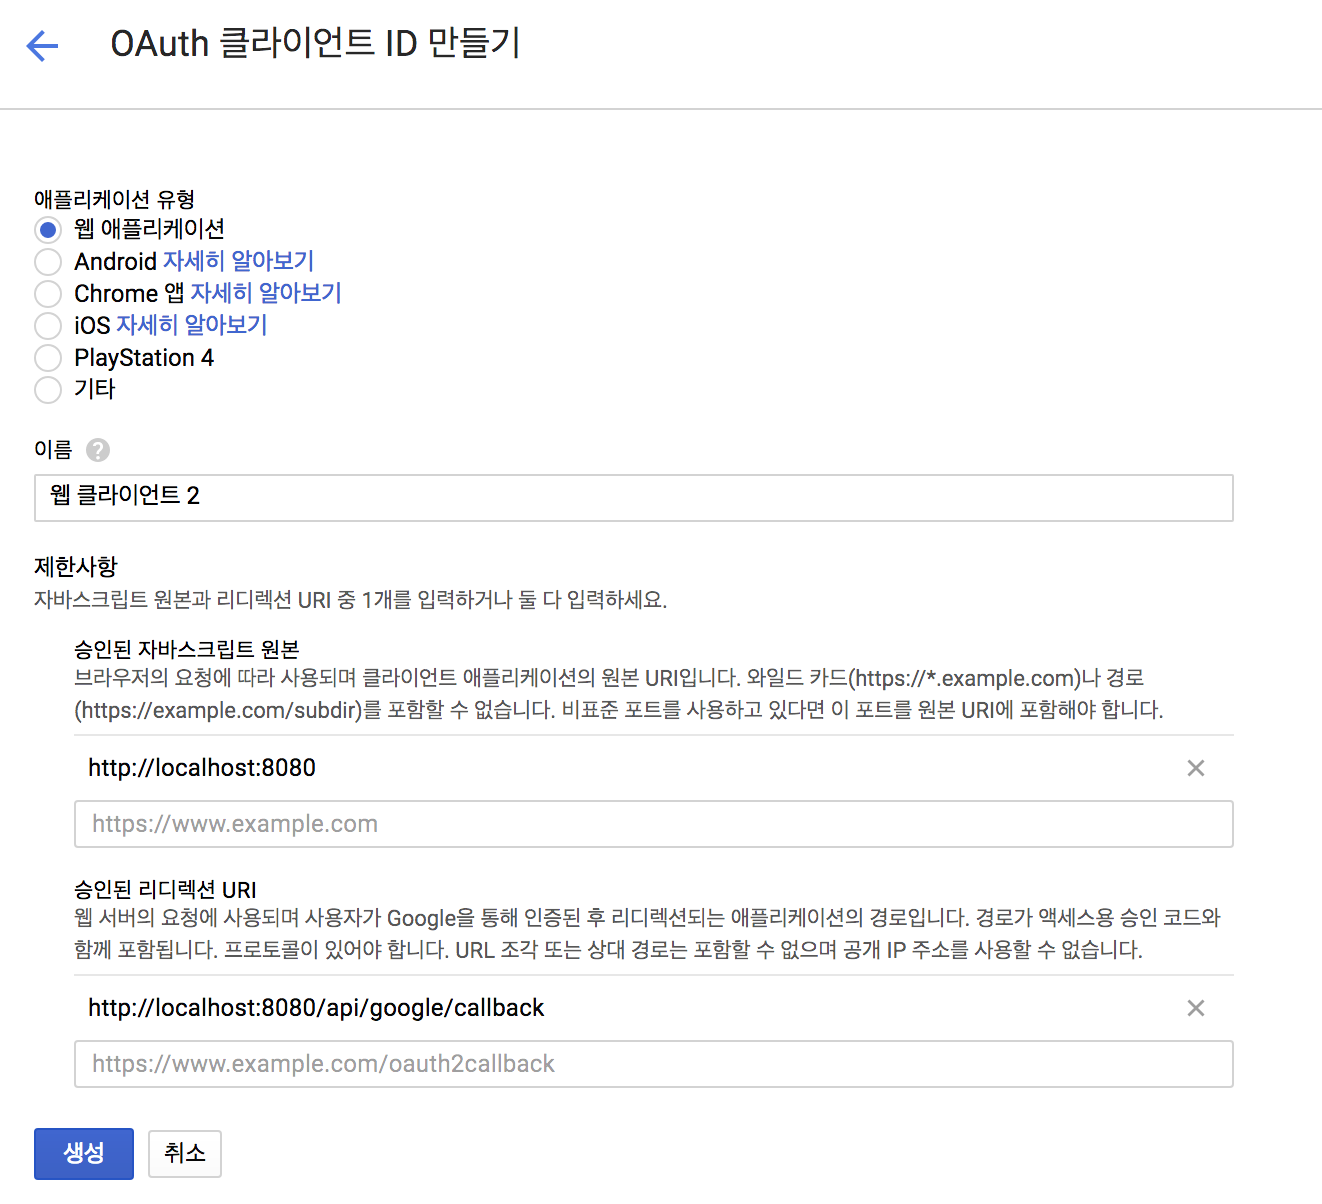 OAuth 클라이언트 ID 만들기
애플리케이션 유형
웹 애플리케이션
Android 자세히 알아보기
Chrome 앱 자세히 알아보기
iOS 자세히 알아보기
PlayStation 4
기타
이름 ?
웹 클라이언트 2
제한사항
자바스크립트 원본과 리디렉션 URI 중 1개를 입력하거나 둘 다 입력하세요.
승인된 자바스크립트 원본
브라우저의 요청에 따라 사용되며 클라이언트 애플리케이션의 원본 URI입니다. 와일드 카드(https://*.example.com)나 경로
(https://example.com/subdir)를 포함할 수 없습니다. 비표준 포트를 사용하고 있다면 이 포트를 원본 URI에 포함해야 합니다.
http://localhost:8080
https://www.example.com
승인된 리디렉션 URI
웹 서버의 요청에 사용되며 사용자가 Google을 통해 인증된 후 리디렉션되는 애플리케이션의 경로입니다. 경로가 액세스용 승인 코드와
함께 포함됩니다. 프로토콜이 있어야 합니다. URL 조각 또는 상대 경로는 포함할 수 없으며 공개 IP 주소를 사용할 수 없습니다.
http://localhost:8080/api/google/callback
https://www.example.com/oauth2callback
생성 취소